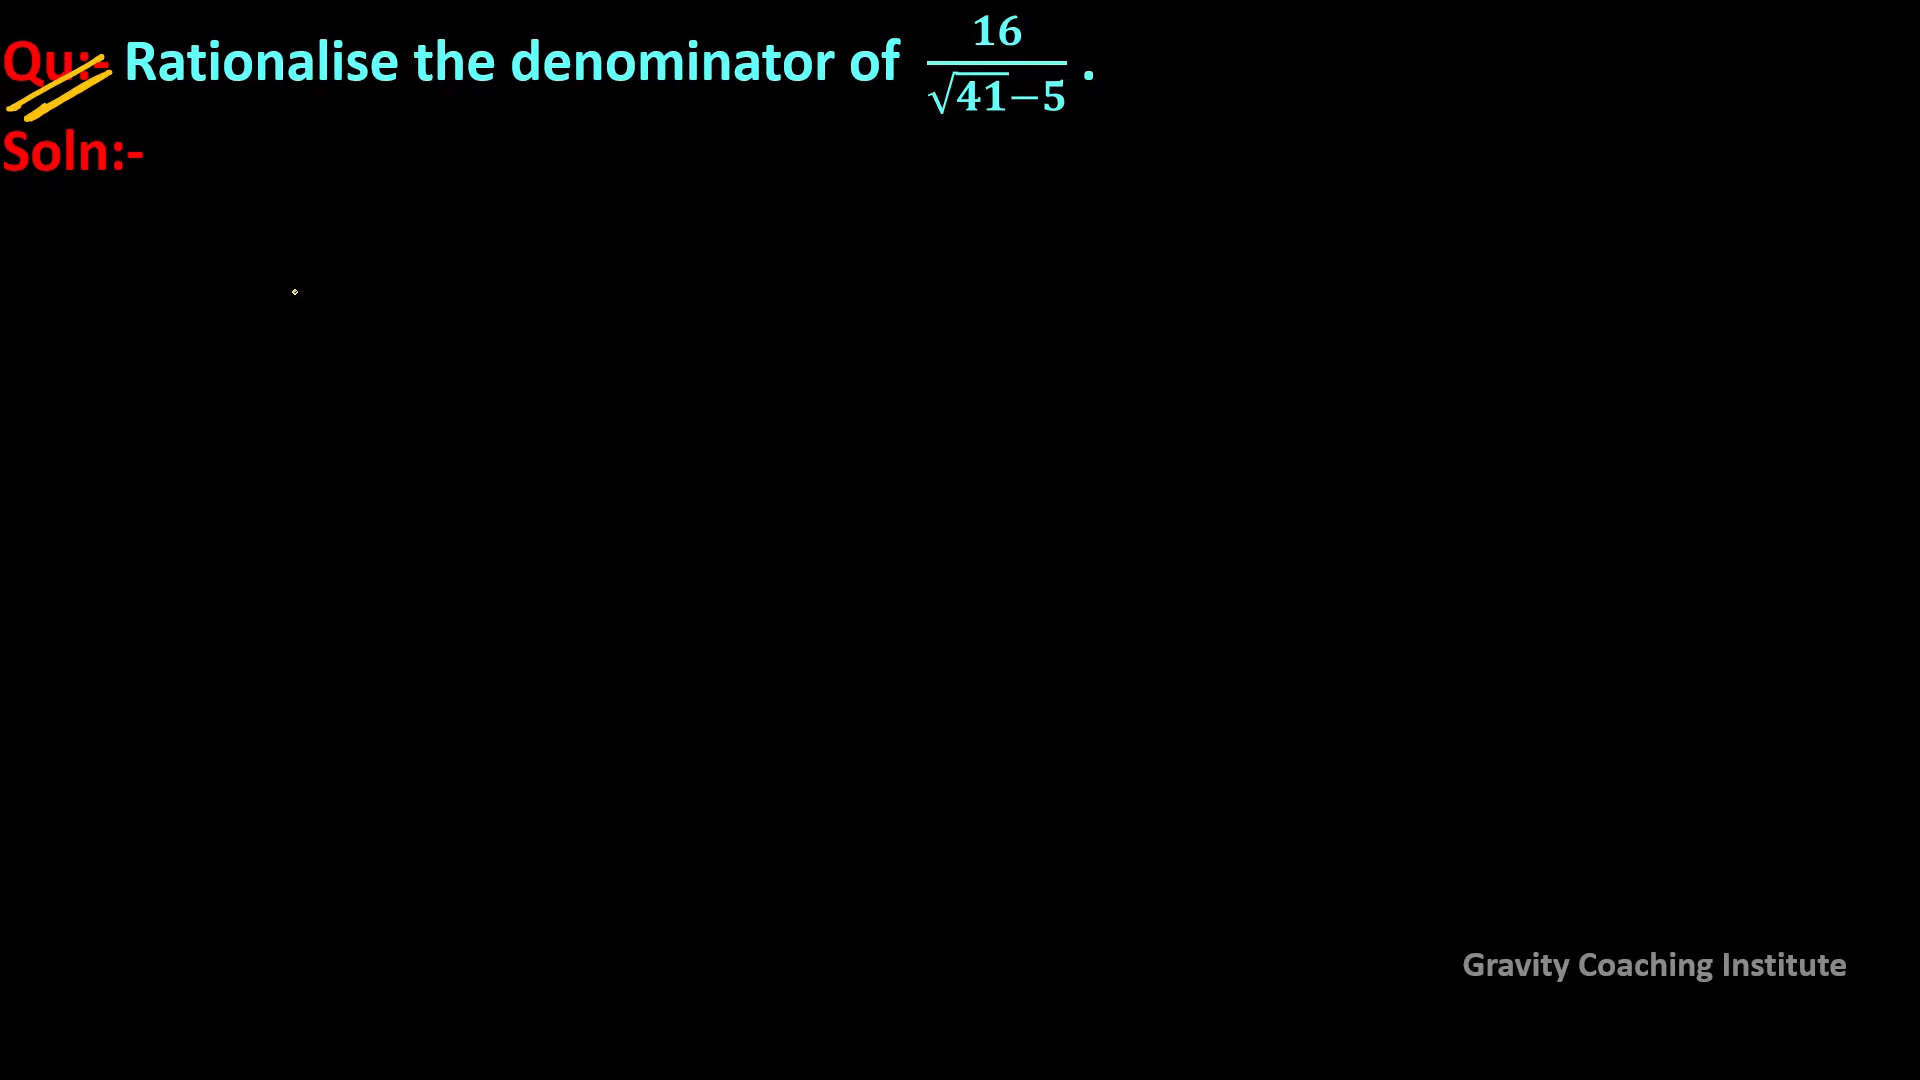 Qu:- Rationalise the denominator of 16/(√41−5) .
Soln:-
Gravity Coaching Institute